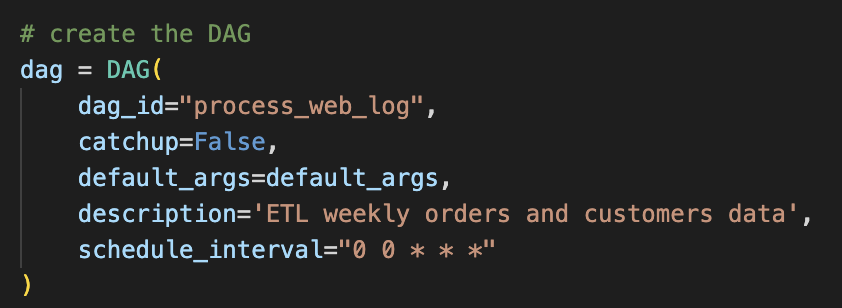 # create the DAG
dag = DAG(
    dag_id="process_web_log",
    catchup=False,
    default_args=default_args,
    description='ETL weekly orders and customers data',
    schedule_interval="0 0 * * *"
)